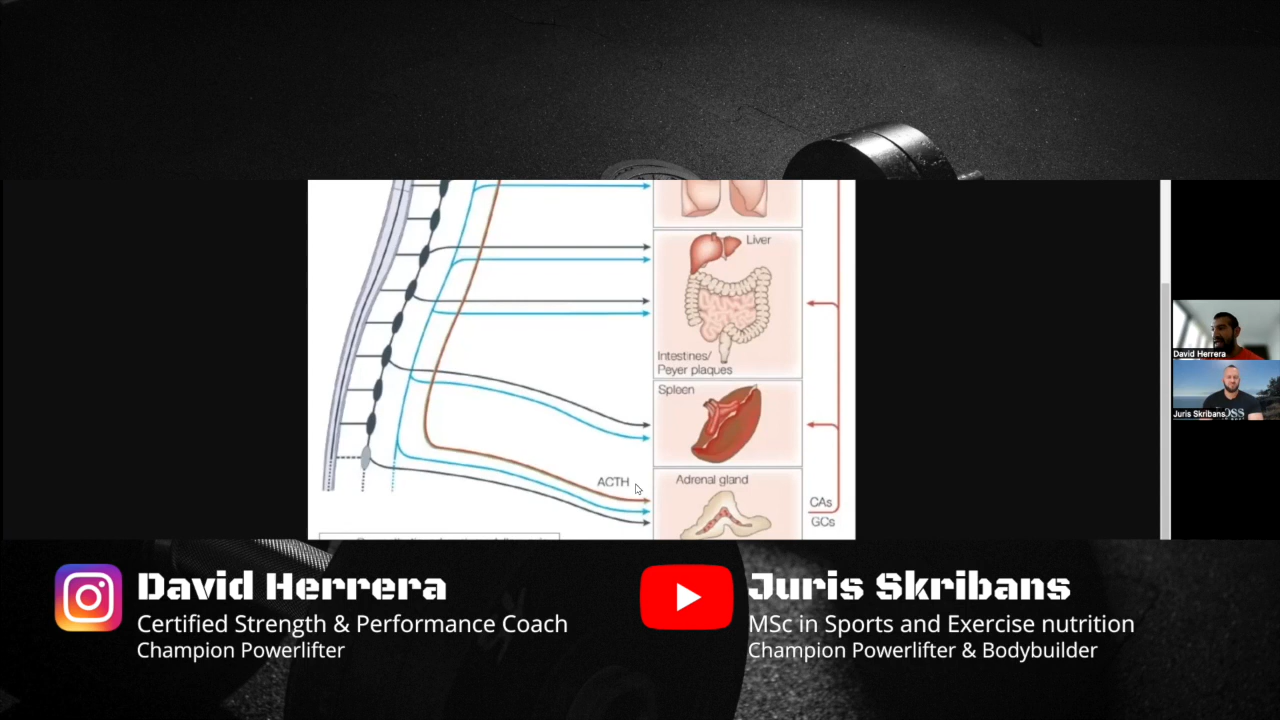 Liver
Intestines/
Peyer plaques
Spleen
ACTH
Adrenal gland
CAs
GCs
David Herrera
Juris Skribans
David Herrera
Certified Strength & Performance Coach
Champion Powerlifter
Juris Skribans
MSc in Sports and Exercise nutrition
Champion Powerlifter & Bodybuilder